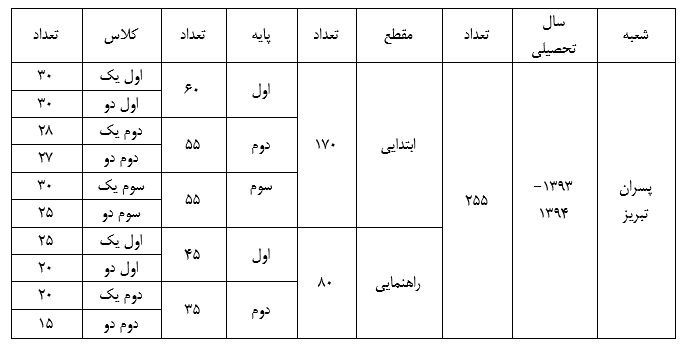 شعبه سال تحصیلی تعداد مقطع تعداد پایه تعداد کلاس تعداد
پسران تبریز ۱۳۹۳-۱۳۹۴ ۲۵۵ ابتدایی ۱۷۰ اول ۶۰ اول یک ۳۰
اول دو ۳۰
دوم ۵۵ دوم یک ۲۸
دوم دو ۲۷
سوم ۵۵ سوم یک ۳۰
سوم دو ۲۵
راهنمایی ۸۰ اول ۴۵ اول یک ۲۵
اول دو ۲۰
دوم ۳۵ دوم یک ۲۰
دوم دو ۱۵